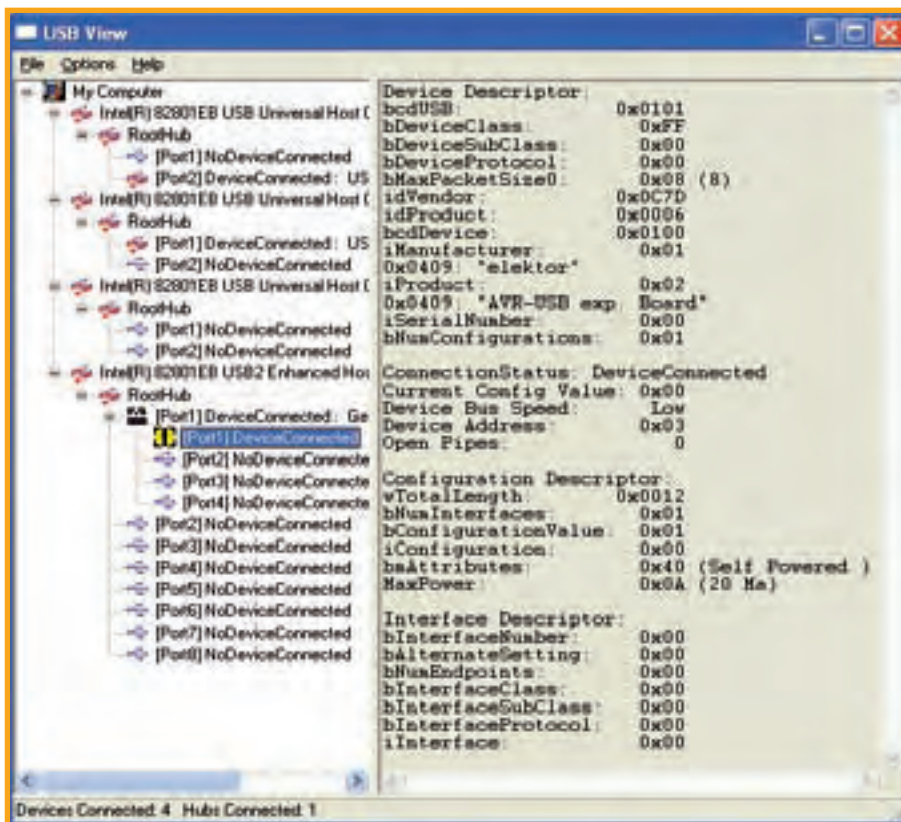 USB View
File Options Help
My Computer
Intel(R) 82801EB USB Universal Host C
RootHub
[Port1] NoDeviceConnected
[Port2] DeviceConnected : US
Intel(R) 82801EB USB Universal Host C
RootHub
[Port1] DeviceConnected : US
[Port2] NoDeviceConnected
Intel(R) 82801EB USB Universal Host C
RootHub
[Port1] NoDeviceConnected
[Port2] NoDeviceConnected
Intel(R) 82801EB USB2 Enhanced Hos
RootHub
[Port1] DeviceConnected : Ge
[Port1] DeviceConnected
[Port2] NoDeviceConnecte
[Port3] NoDeviceConnecte
[Port4] NoDeviceConnecte
[Port2] NoDeviceConnected
[Port3] NoDeviceConnected
[Port4] NoDeviceConnected
[Port5] NoDeviceConnected
[Port6] NoDeviceConnected
[Port7] NoDeviceConnected
[Port8] NoDeviceConnected
Device Descriptor:
bcdUSB: 0x0101
bDeviceClass: 0xFF
bDeviceSubClass: 0x00
bDeviceProtocol: 0x00
bMaxPacketSize0: 0x08 (8)
idVendor: 0x0C7D
idProduct: 0x0006
bcdDevice: 0x0100
iManufacturer: 0x01
0x0409: "elektor"
iProduct: 0x02
0x0409: "AVR-USB exp. Board"
iSerialNumber: 0x00
bNumConfigurations: 0x01
ConnectionStatus: DeviceConnected
Current Config Value: 0x00
Device Bus Speed: Low
Device Address: 0x03
Open Pipes: 0
Configuration Descriptor:
wTotalLength: 0x0012
bNumInterfaces: 0x01
bConfigurationValue: 0x01
iConfiguration: 0x00
bmAttributes: 0x40 (Self Powered )
MaxPower: 0x0A (20 Ma)
Interface Descriptor:
bInterfaceNumber: 0x00
bAlternateSetting: 0x00
bNumEndpoints: 0x00
bInterfaceClass: 0x00
bInterfaceSubClass: 0x00
bInterfaceProtocol: 0x00
iInterface: 0x00
Devices Connected: 4 Hubs Connected: 1